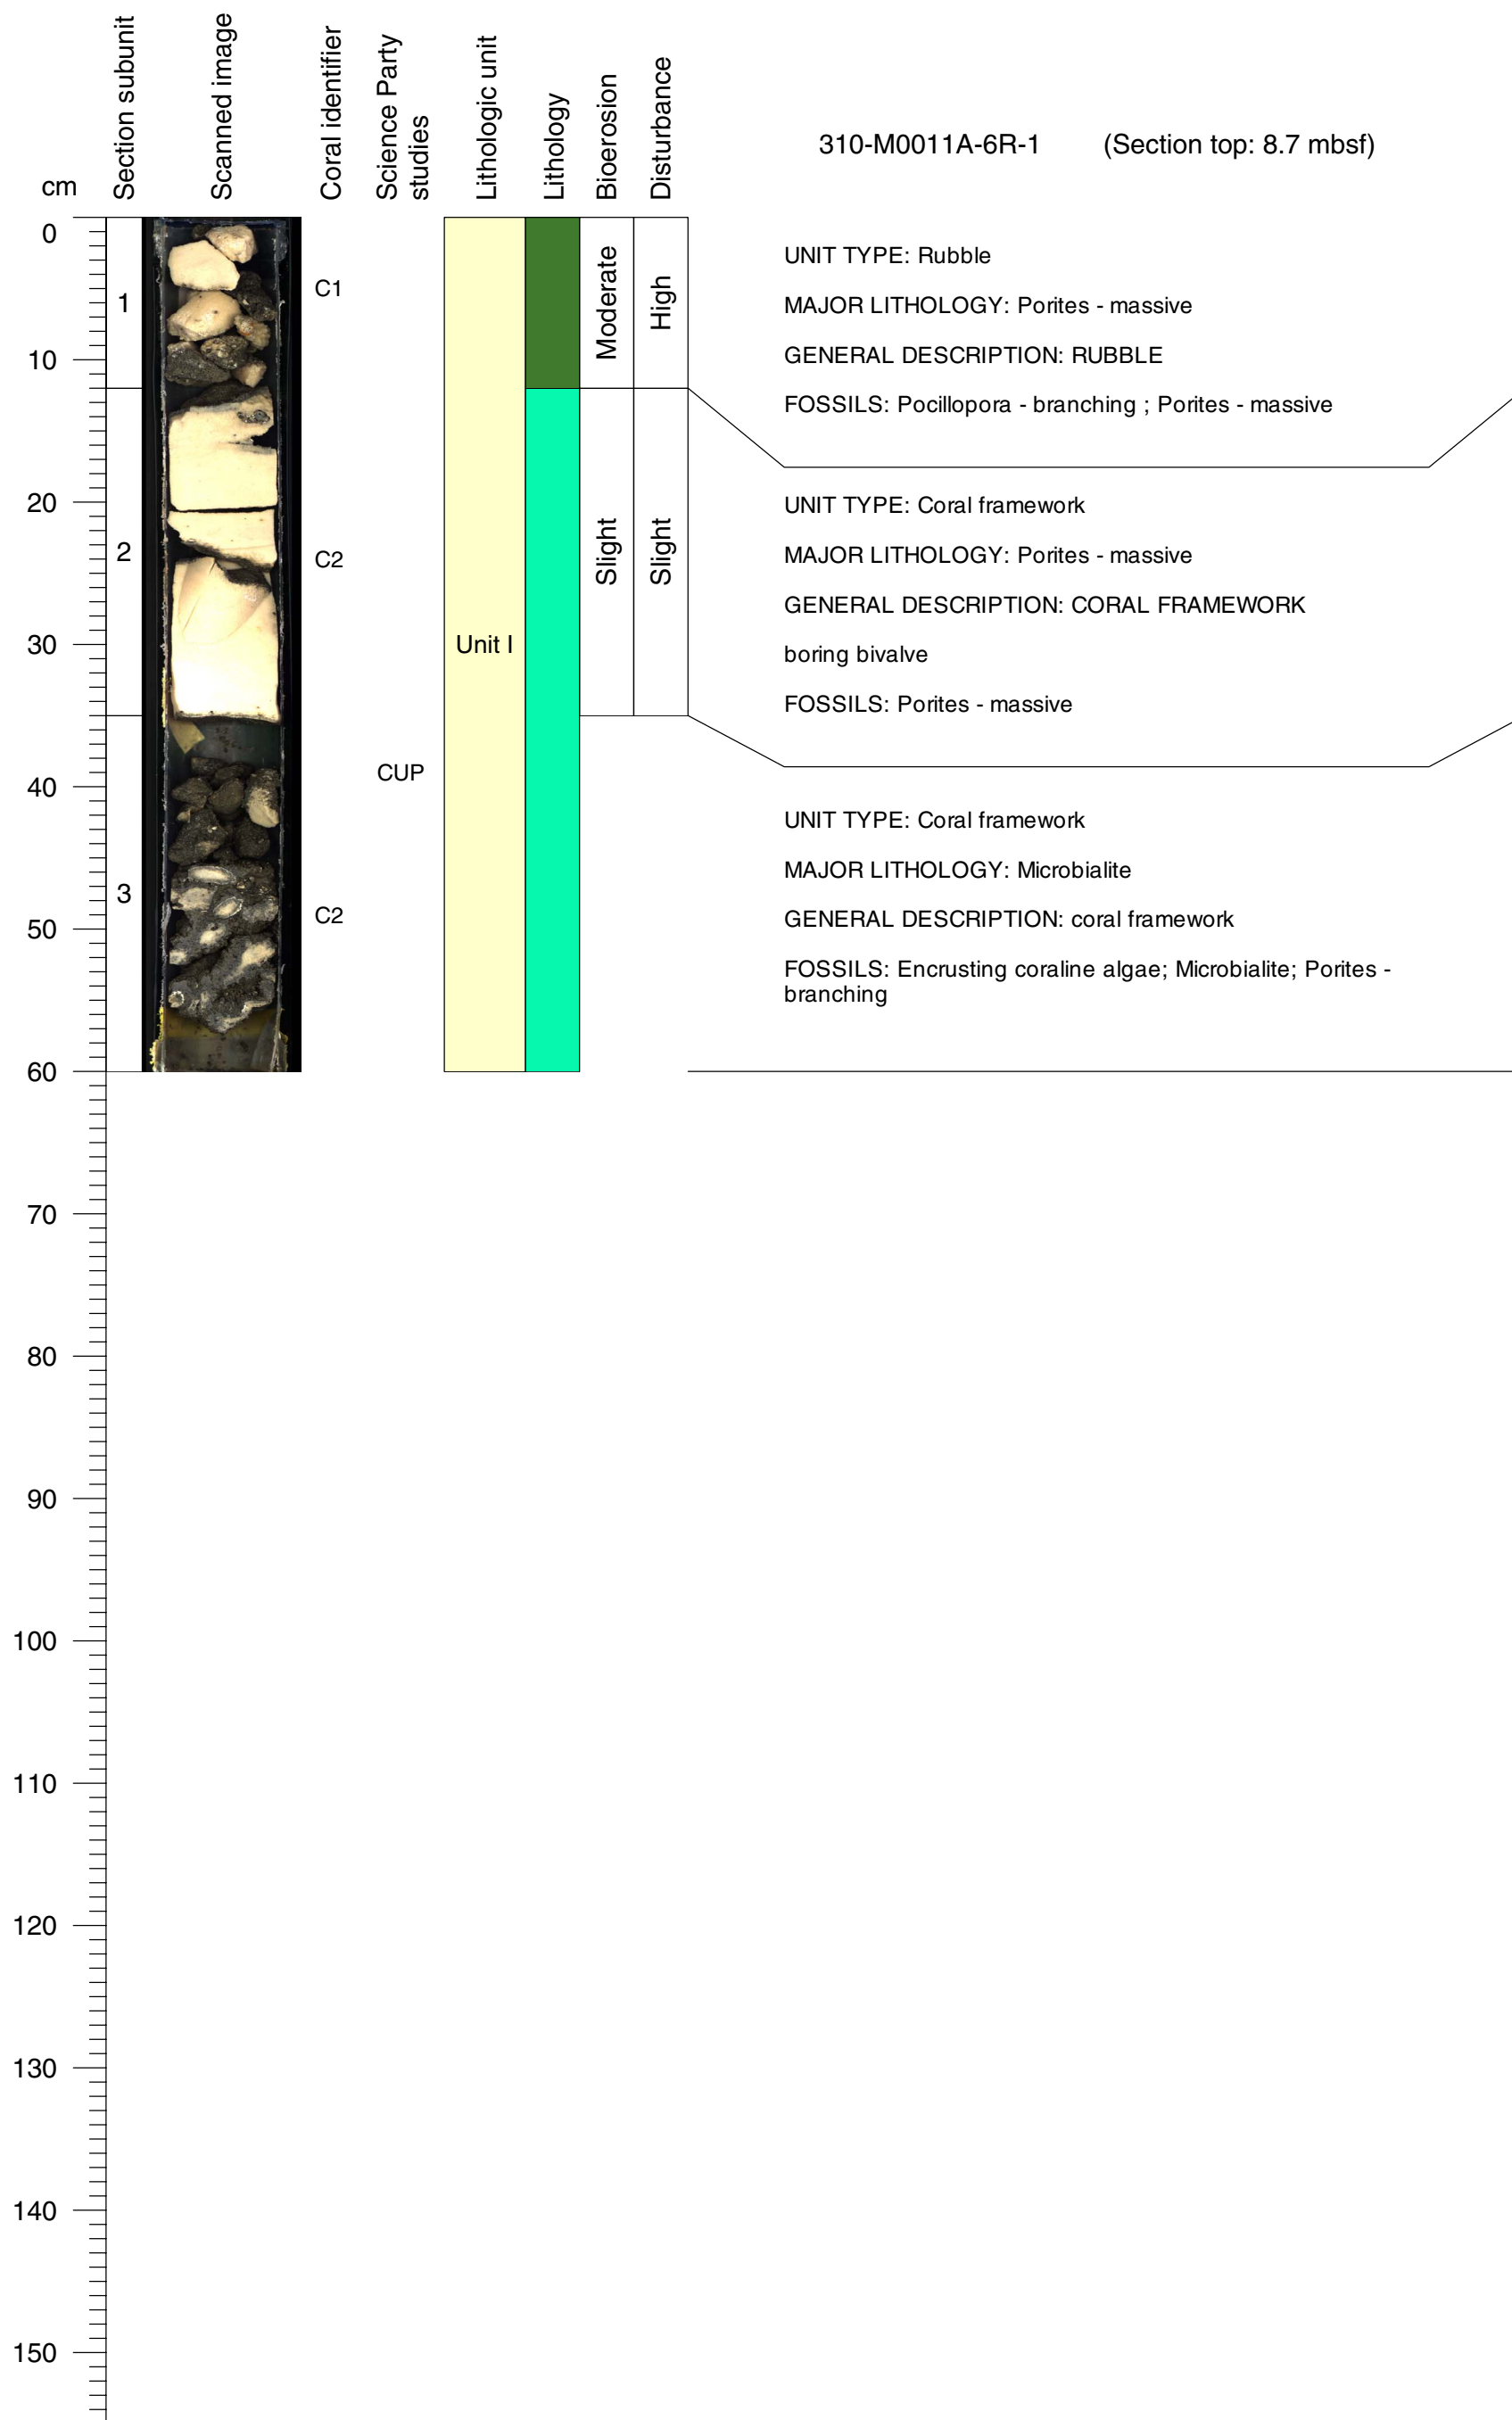 Section subunit
Scanned image
Coral identifier
Science Party
studies
Lithologic unit
Lithology
Bioerosion
Disturbance
310-M0011A-6R-1 (Section top: 8.7 mbsf)
cm
0
10
20
30
40
50
60
70
80
90
100
110
120
130
140
150
1
2
3
C1
C2
C2
CUP
Unit I
Moderate
High
Slight
Slight
UNIT TYPE: Rubble
MAJOR LITHOLOGY: Porites - massive
GENERAL DESCRIPTION: RUBBLE
FOSSILS: Pocillopora - branching ; Porites - massive
UNIT TYPE: Coral framework
MAJOR LITHOLOGY: Porites - massive
GENERAL DESCRIPTION: CORAL FRAMEWORK
boring bivalve
FOSSILS: Porites - massive
UNIT TYPE: Coral framework
MAJOR LITHOLOGY: Microbialite
GENERAL DESCRIPTION: coral framework
FOSSILS: Encrusting coraline algae; Microbialite; Porites -
branching